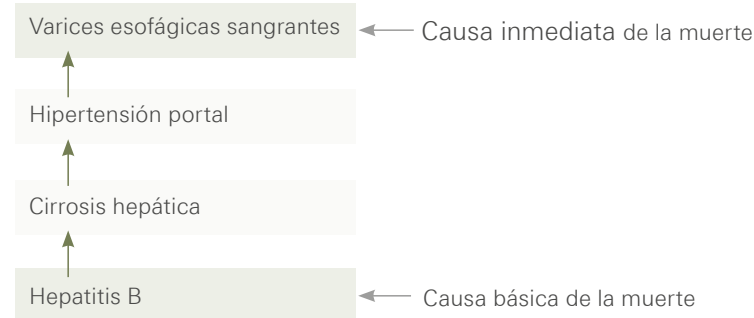 Varices esofágicas sangrantes
Causa inmediata de la muerte
Hipertensión portal
Cirrosis hepática
Hepatitis B
Causa básica de la muerte